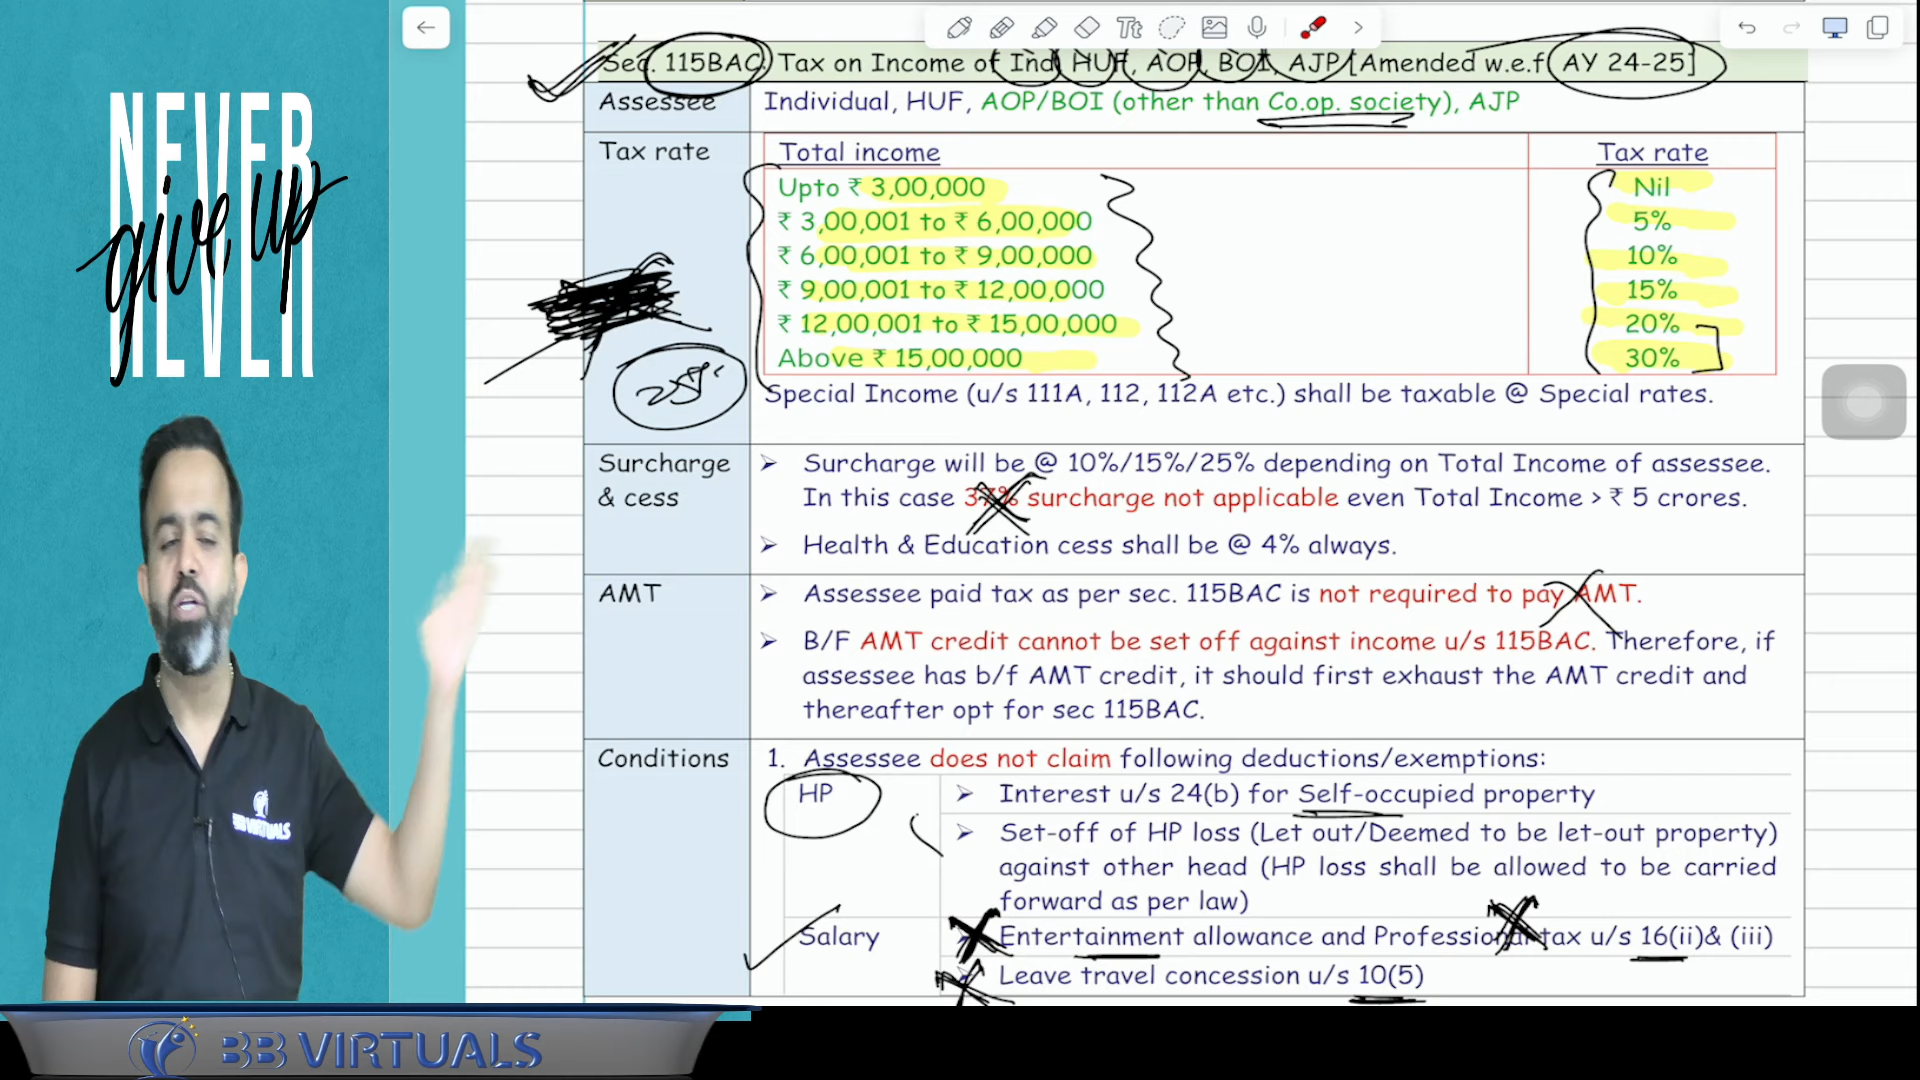 NEVER
give up
NEVER
Sec. 115BAC: Tax on Income of Ind, HUF, AOP, BOI, AJP [Amended w.e.f AY 24-25]
Assessee
Individual, HUF, AOP/BOI (other than Co.op. society), AJP
Tax rate
Total income Tax rate
Upto ₹ 3,00,000 Nil
₹ 3,00,001 to ₹ 6,00,000 5%
₹ 6,00,001 to ₹ 9,00,000 10%
₹ 9,00,001 to ₹ 12,00,000 15%
₹ 12,00,001 to ₹ 15,00,000 20%
Above ₹ 15,00,000 30%
25%
Special Income (u/s 111A, 112, 112A etc.) shall be taxable @ Special rates.
Surcharge & cess
➢ Surcharge will be @ 10%/15%/25% depending on Total Income of assessee.
In this case 37% surcharge not applicable even Total Income > ₹ 5 crores.
➢ Health & Education cess shall be @ 4% always.
AMT
➢ Assessee paid tax as per sec. 115BAC is not required to pay AMT.
➢ B/F AMT credit cannot be set off against income u/s 115BAC. Therefore, if
assessee has b/f AMT credit, it should first exhaust the AMT credit and
thereafter opt for sec 115BAC.
Conditions
1. Assessee does not claim following deductions/exemptions:
HP
➢ Interest u/s 24(b) for Self-occupied property
➢ Set-off of HP loss (Let out/Deemed to be let-out property)
against other head (HP loss shall be allowed to be carried
forward as per law)
Salary
➢ Entertainment allowance and Professional tax u/s 16(ii)& (iii)
➢ Leave travel concession u/s 10(5)
BB VIRTUALS
BB VIRTUALS